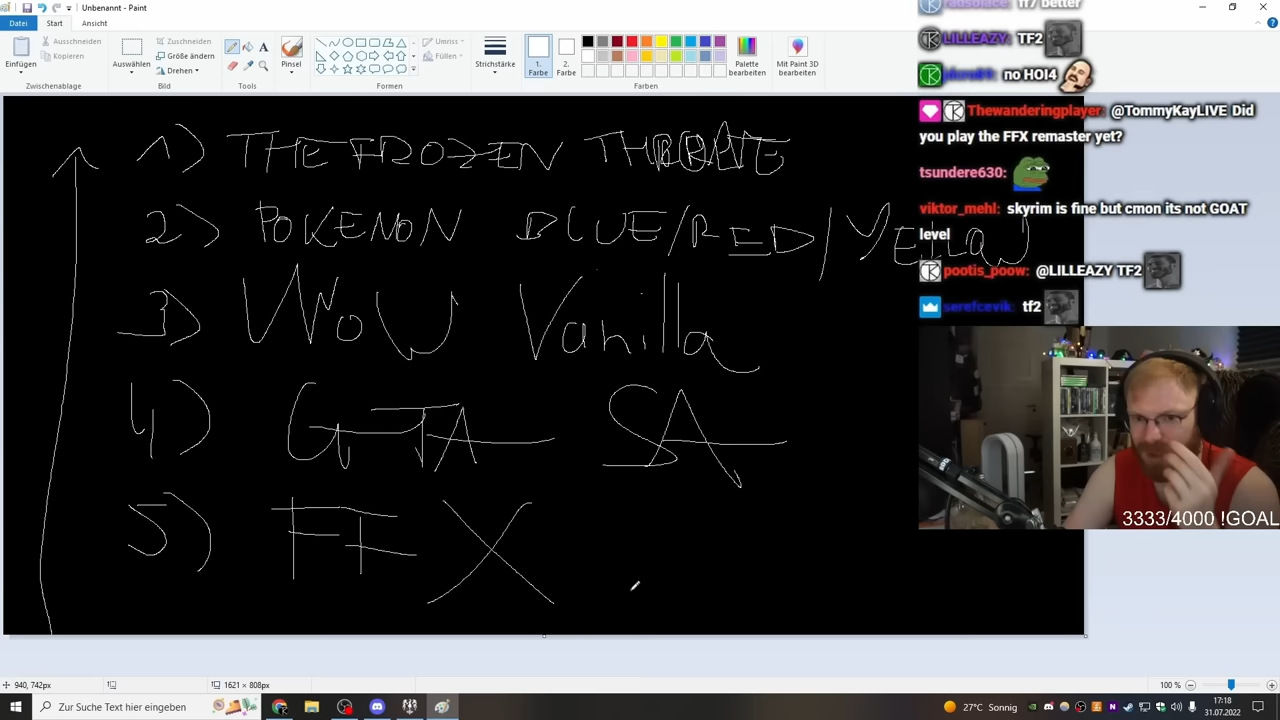 Unbenannt - Paint
Datei Start Ansicht
Einfügen
Ausschneiden
Kopieren
Zwischenablage
Auswählen
Zuschneiden
Größe ändern
Drehen
Bild
Tools
Pinsel
Formen
Umriss
Füllen
Strichstärke
1. Farbe
2. Farbe
Farben
Palette bearbeiten
Mit Paint 3D bearbeiten
1) THE FROZEN THRONE
2) POKEMON BLUE/RED/YELLOW
3) WoW Vanilla
4) GTA SA
5) FFX
radsolace: ff7 better
LILLEAZY: TF2
no HOI4
Thewanderingplayer: @TommyKayLIVE Did
you play the FFX remaster yet?
tsundere630:
viktor_mehl: skyrim is fine but cmon its not GOAT
level
pootis_poow: @LILLEAZY TF2
serefcevik: tf2
3333/4000 !GOAL
940, 742px
1621 × 808px
100 %
Zur Suche Text hier eingeben
27°C Sonnig
17:18
31.07.2022